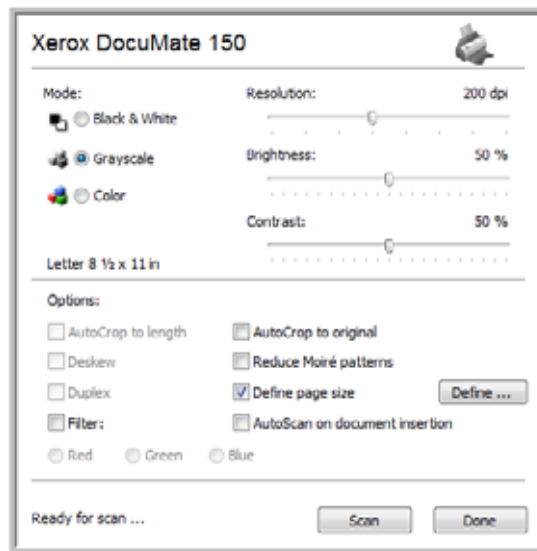 Xerox DocuMate 150
Mode:
Resolution: 200 dpi
Black & White
Grayscale
Brightness: 50 %
Color
Contrast: 50 %
Letter 8 ½ x 11 in
Options:
AutoCrop to length AutoCrop to original
Deskew Reduce Moiré patterns
Duplex Define page size Define ...
Filter: AutoScan on document insertion
Red Green Blue
Ready for scan ... Scan Done